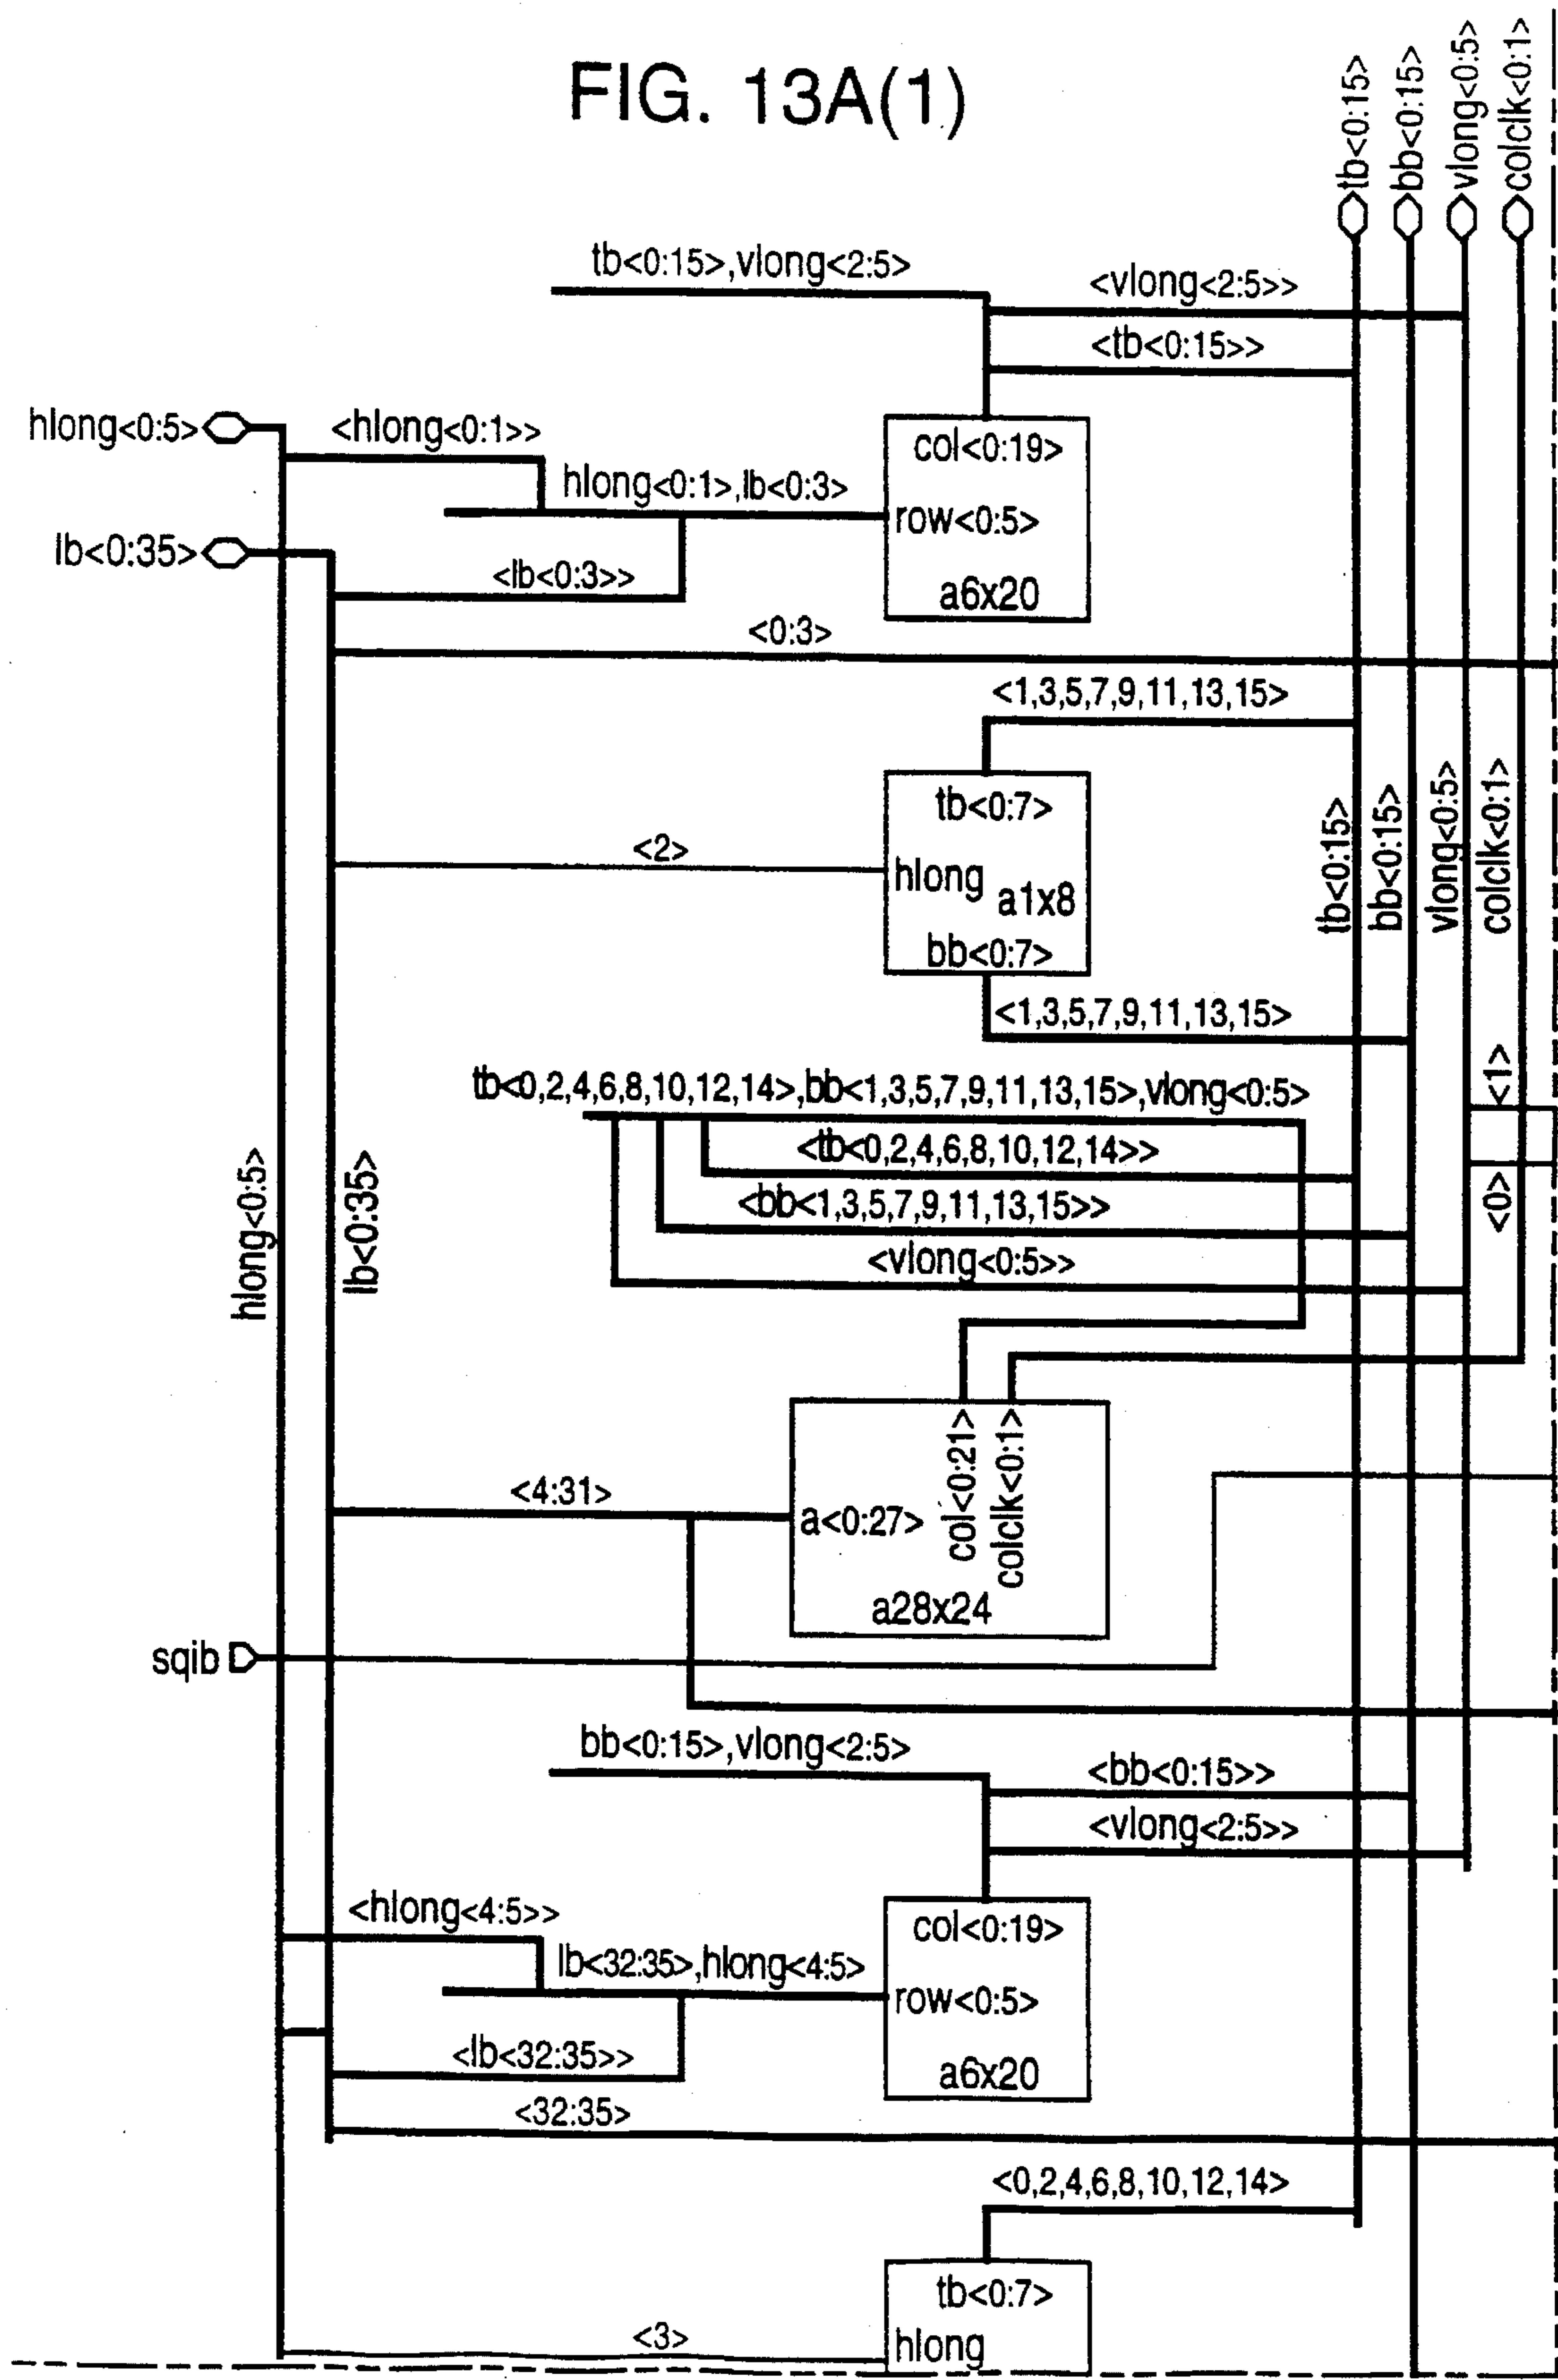 FIG. 13A(1)
tb<0:15>
bb<0:15>
vlong<0:5>
colclk<0:1>
tb<0:15>,vlong<2:5>
<vlong<2:5>>
<tb<0:15>>
hlong<0:5>
<hlong<0:1>>
col<0:19>
hlong<0:1>,lb<0:3>
row<0:5>
lb<0:35>
<lb<0:3>>
a6x20
<0:3>
<1,3,5,7,9,11,13,15>
tb<0:7>
<2>
hlong
a1x8
bb<0:7>
tb<0:15>
bb<0:15>
vlong<0:5>
colclk<0:1>
<1,3,5,7,9,11,13,15>
<1>
tb<0,2,4,6,8,10,12,14>,bb<1,3,5,7,9,11,13,15>,vlong<0:5>
<tb<0,2,4,6,8,10,12,14>>
<bb<1,3,5,7,9,11,13,15>>
<0>
<vlong<0:5>>
hlong<0:5>
lb<0:35>
col<0:21>
colclk<0:1>
<4:31>
a<0:27>
a28x24
sqib
bb<0:15>,vlong<2:5>
<bb<0:15>>
<vlong<2:5>>
<hlong<4:5>>
col<0:19>
lb<32:35>,hlong<4:5>
row<0:5>
<lb<32:35>>
a6x20
<32:35>
<0,2,4,6,8,10,12,14>
tb<0:7>
<3>
hlong